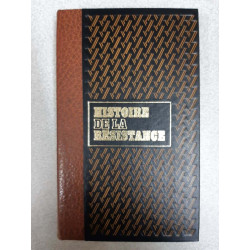 HISTOIRE
DE LA
RESISTANCE